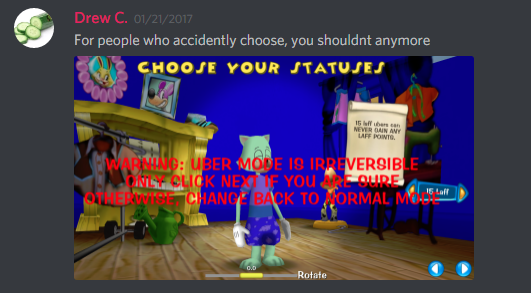 Drew C. 01/21/2017
For people who accidently choose, you shouldnt anymore
CHOOSE YOUR STATUSES
15 laff ubers can
NEVER GAIN ANY
LAFF POINTS.
WARNING: UBER MODE IS IRREVERSIBLE
ONLY CLICK NEXT IF YOU ARE SURE
OTHERWISE, CHANGE BACK TO NORMAL MODE
15 Laff
0.0
Rotate